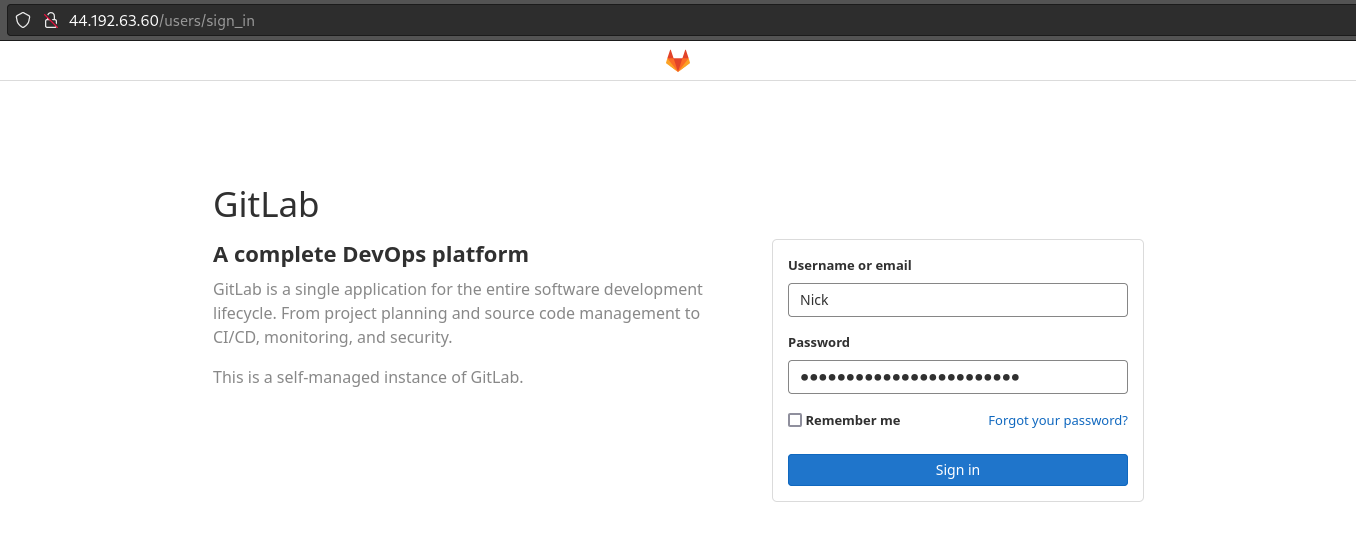 44.192.63.60/users/sign_in
GitLab
A complete DevOps platform
GitLab is a single application for the entire software development
lifecycle. From project planning and source code management to
CI/CD, monitoring, and security.
This is a self-managed instance of GitLab.
Username or email
Nick
Password
●●●●●●●●●●●●●●●●●●●●●●●●
Remember me
Forgot your password?
Sign in